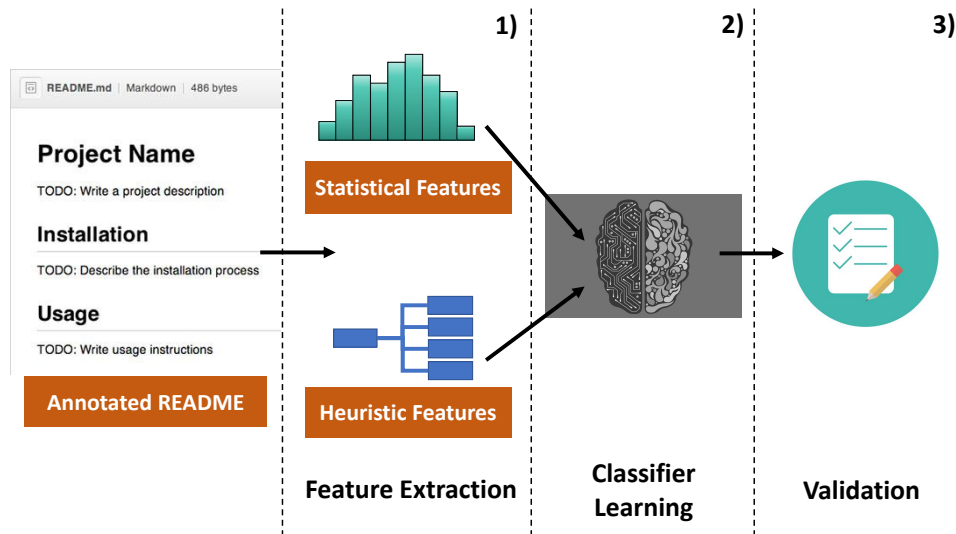 1)
2)
3)
README.md | Markdown | 486 bytes
Project Name
TODO: Write a project description
Installation
TODO: Describe the installation process
Usage
TODO: Write usage instructions
Annotated README
Statistical Features
Heuristic Features
Feature Extraction
Classifier
Learning
Validation